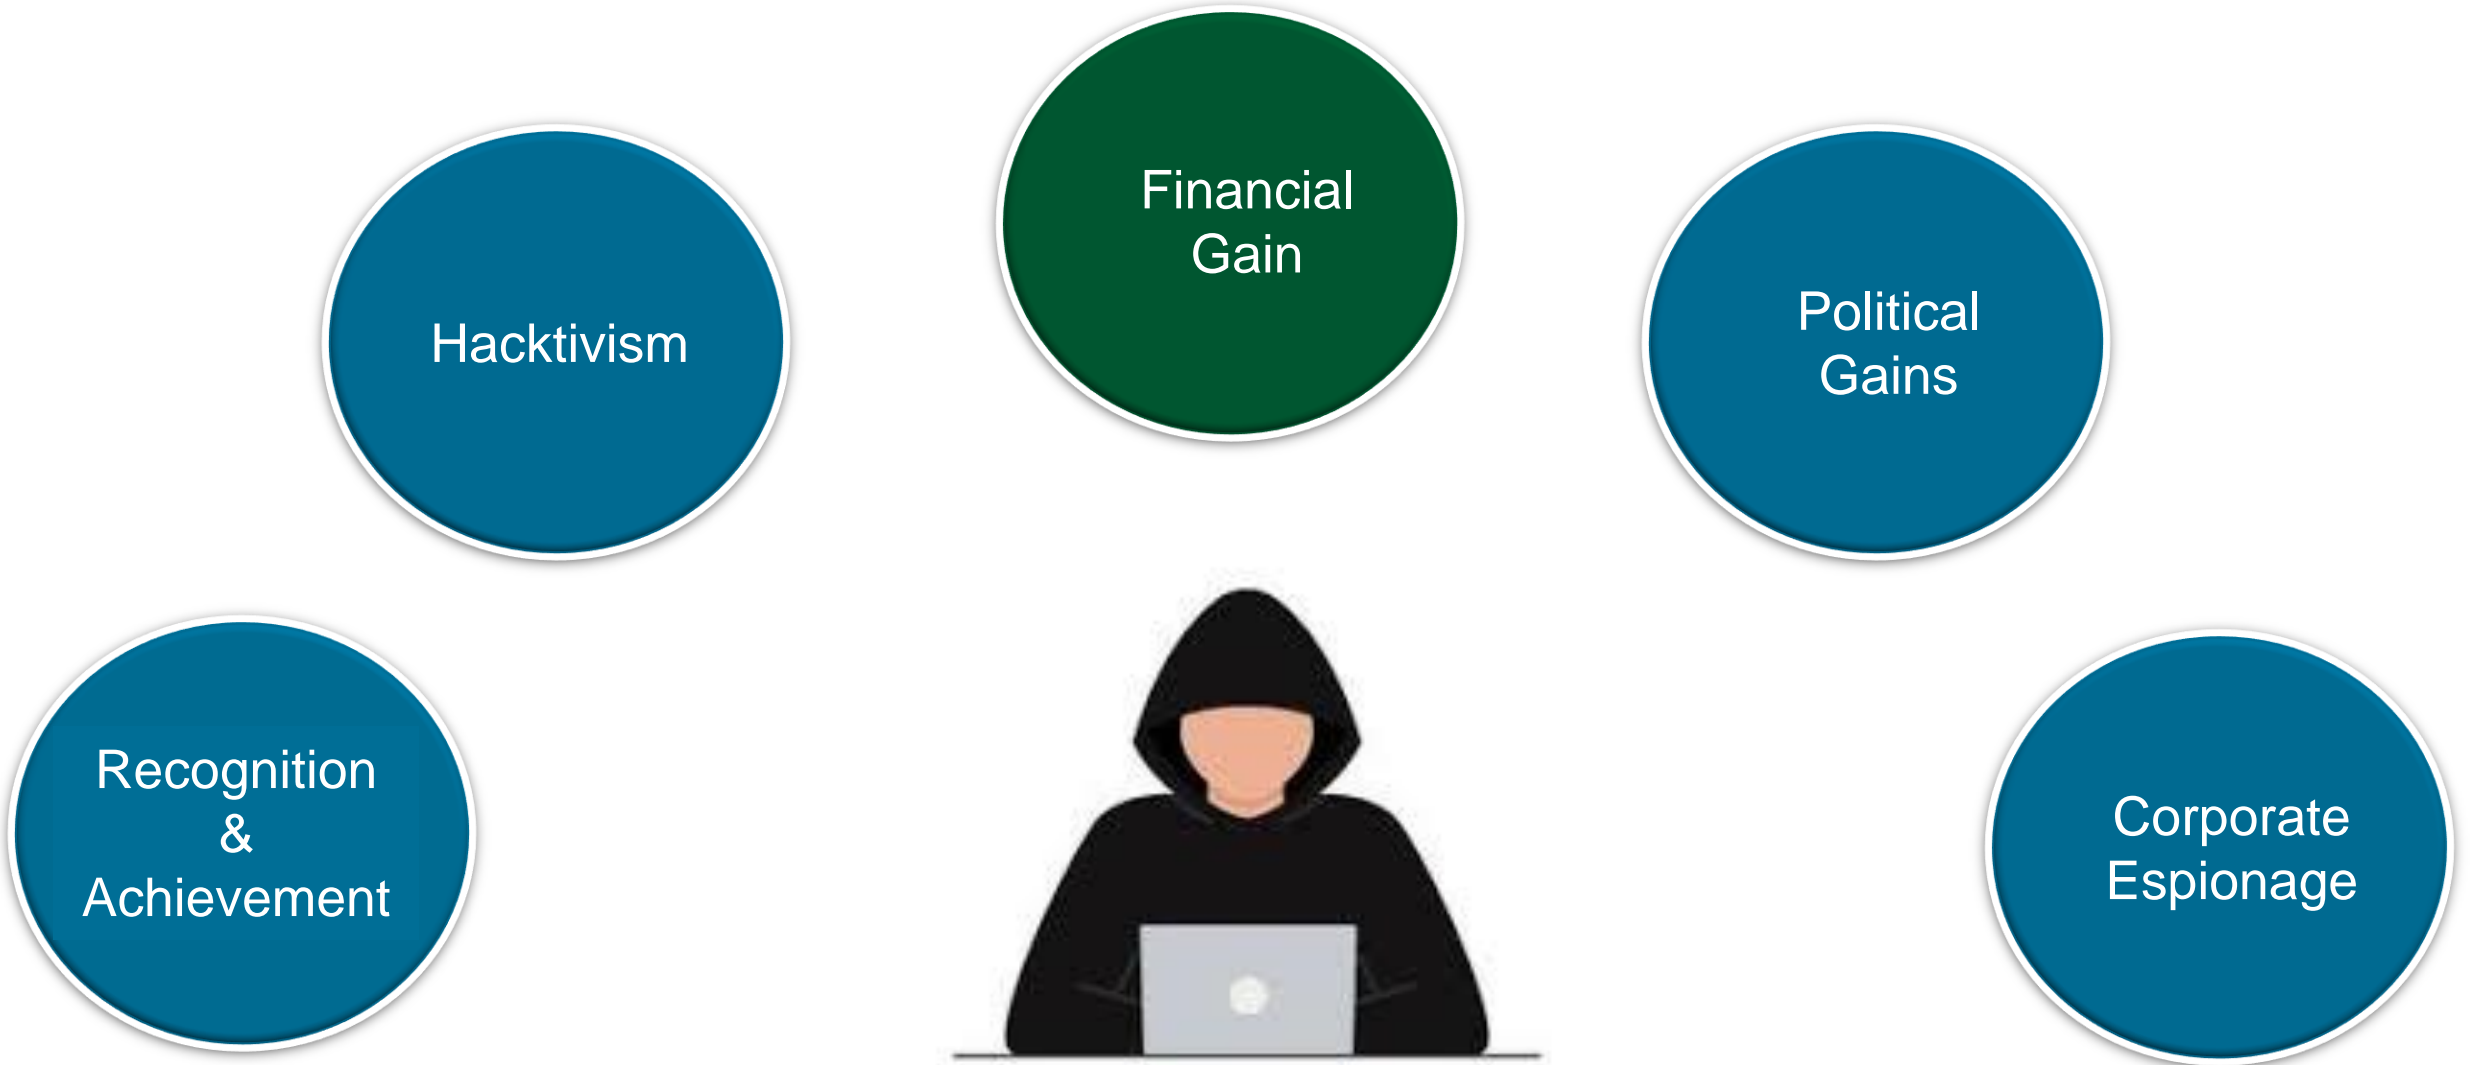 Financial
Gain
Hacktivism
Political
Gains
Recognition
&
Achievement
Corporate
Espionage